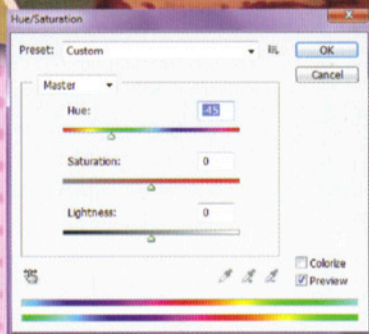 Hue/Saturation
Preset: Custom
OK
Cancel
Master
Hue: -45
Saturation: 0
Lightness: 0
Colorize
Preview